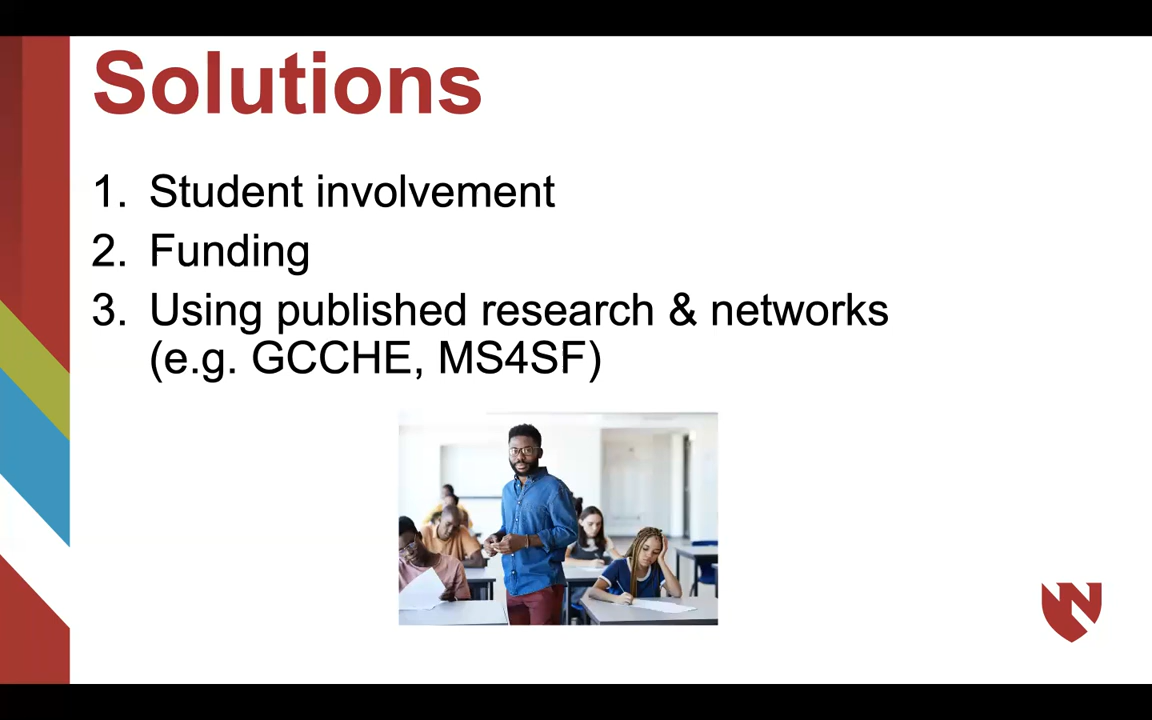 Solutions
1. Student involvement
2. Funding
3. Using published research & networks
(e.g. GCCHE, MS4SF)